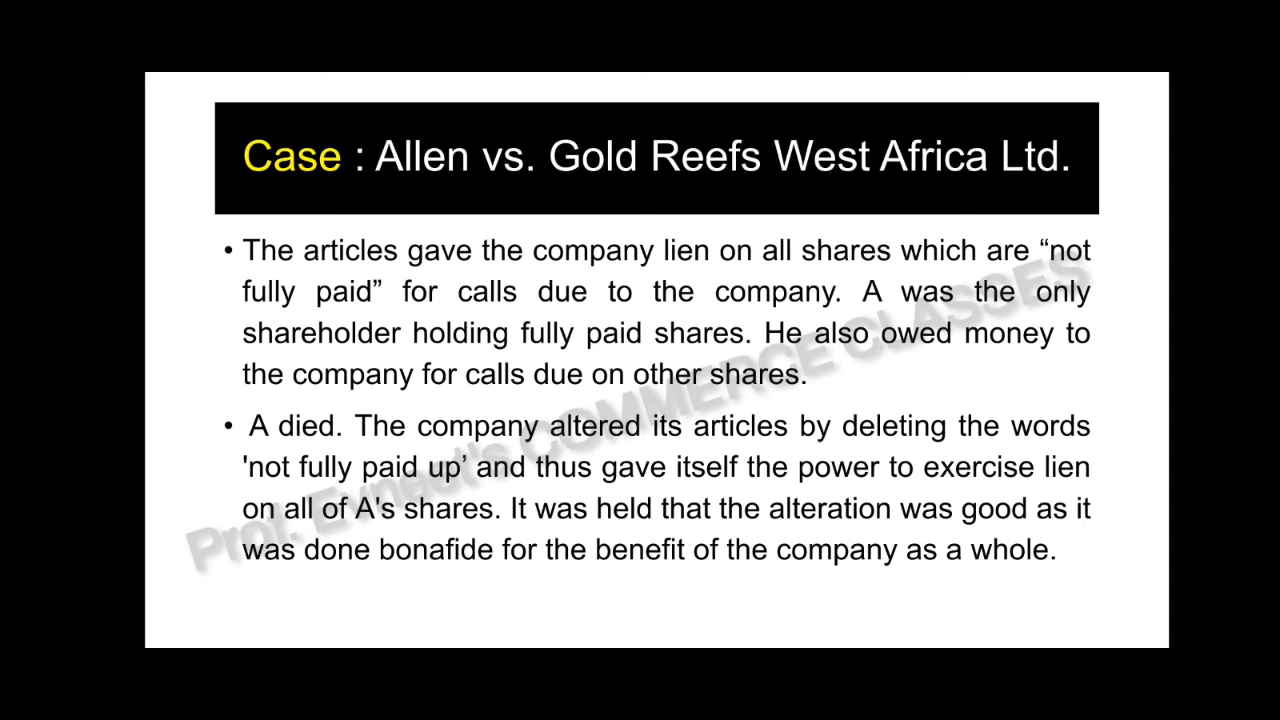 Case : Allen vs. Gold Reefs West Africa Ltd.
• The articles gave the company lien on all shares which are “not
fully paid” for calls due to the company. A was the only
shareholder holding fully paid shares. He also owed money to
the company for calls due on other shares.
• A died. The company altered its articles by deleting the words
'not fully paid up’ and thus gave itself the power to exercise lien
on all of A's shares. It was held that the alteration was good as it
was done bonafide for the benefit of the company as a whole.
Prof. COMMERCE CLASSES